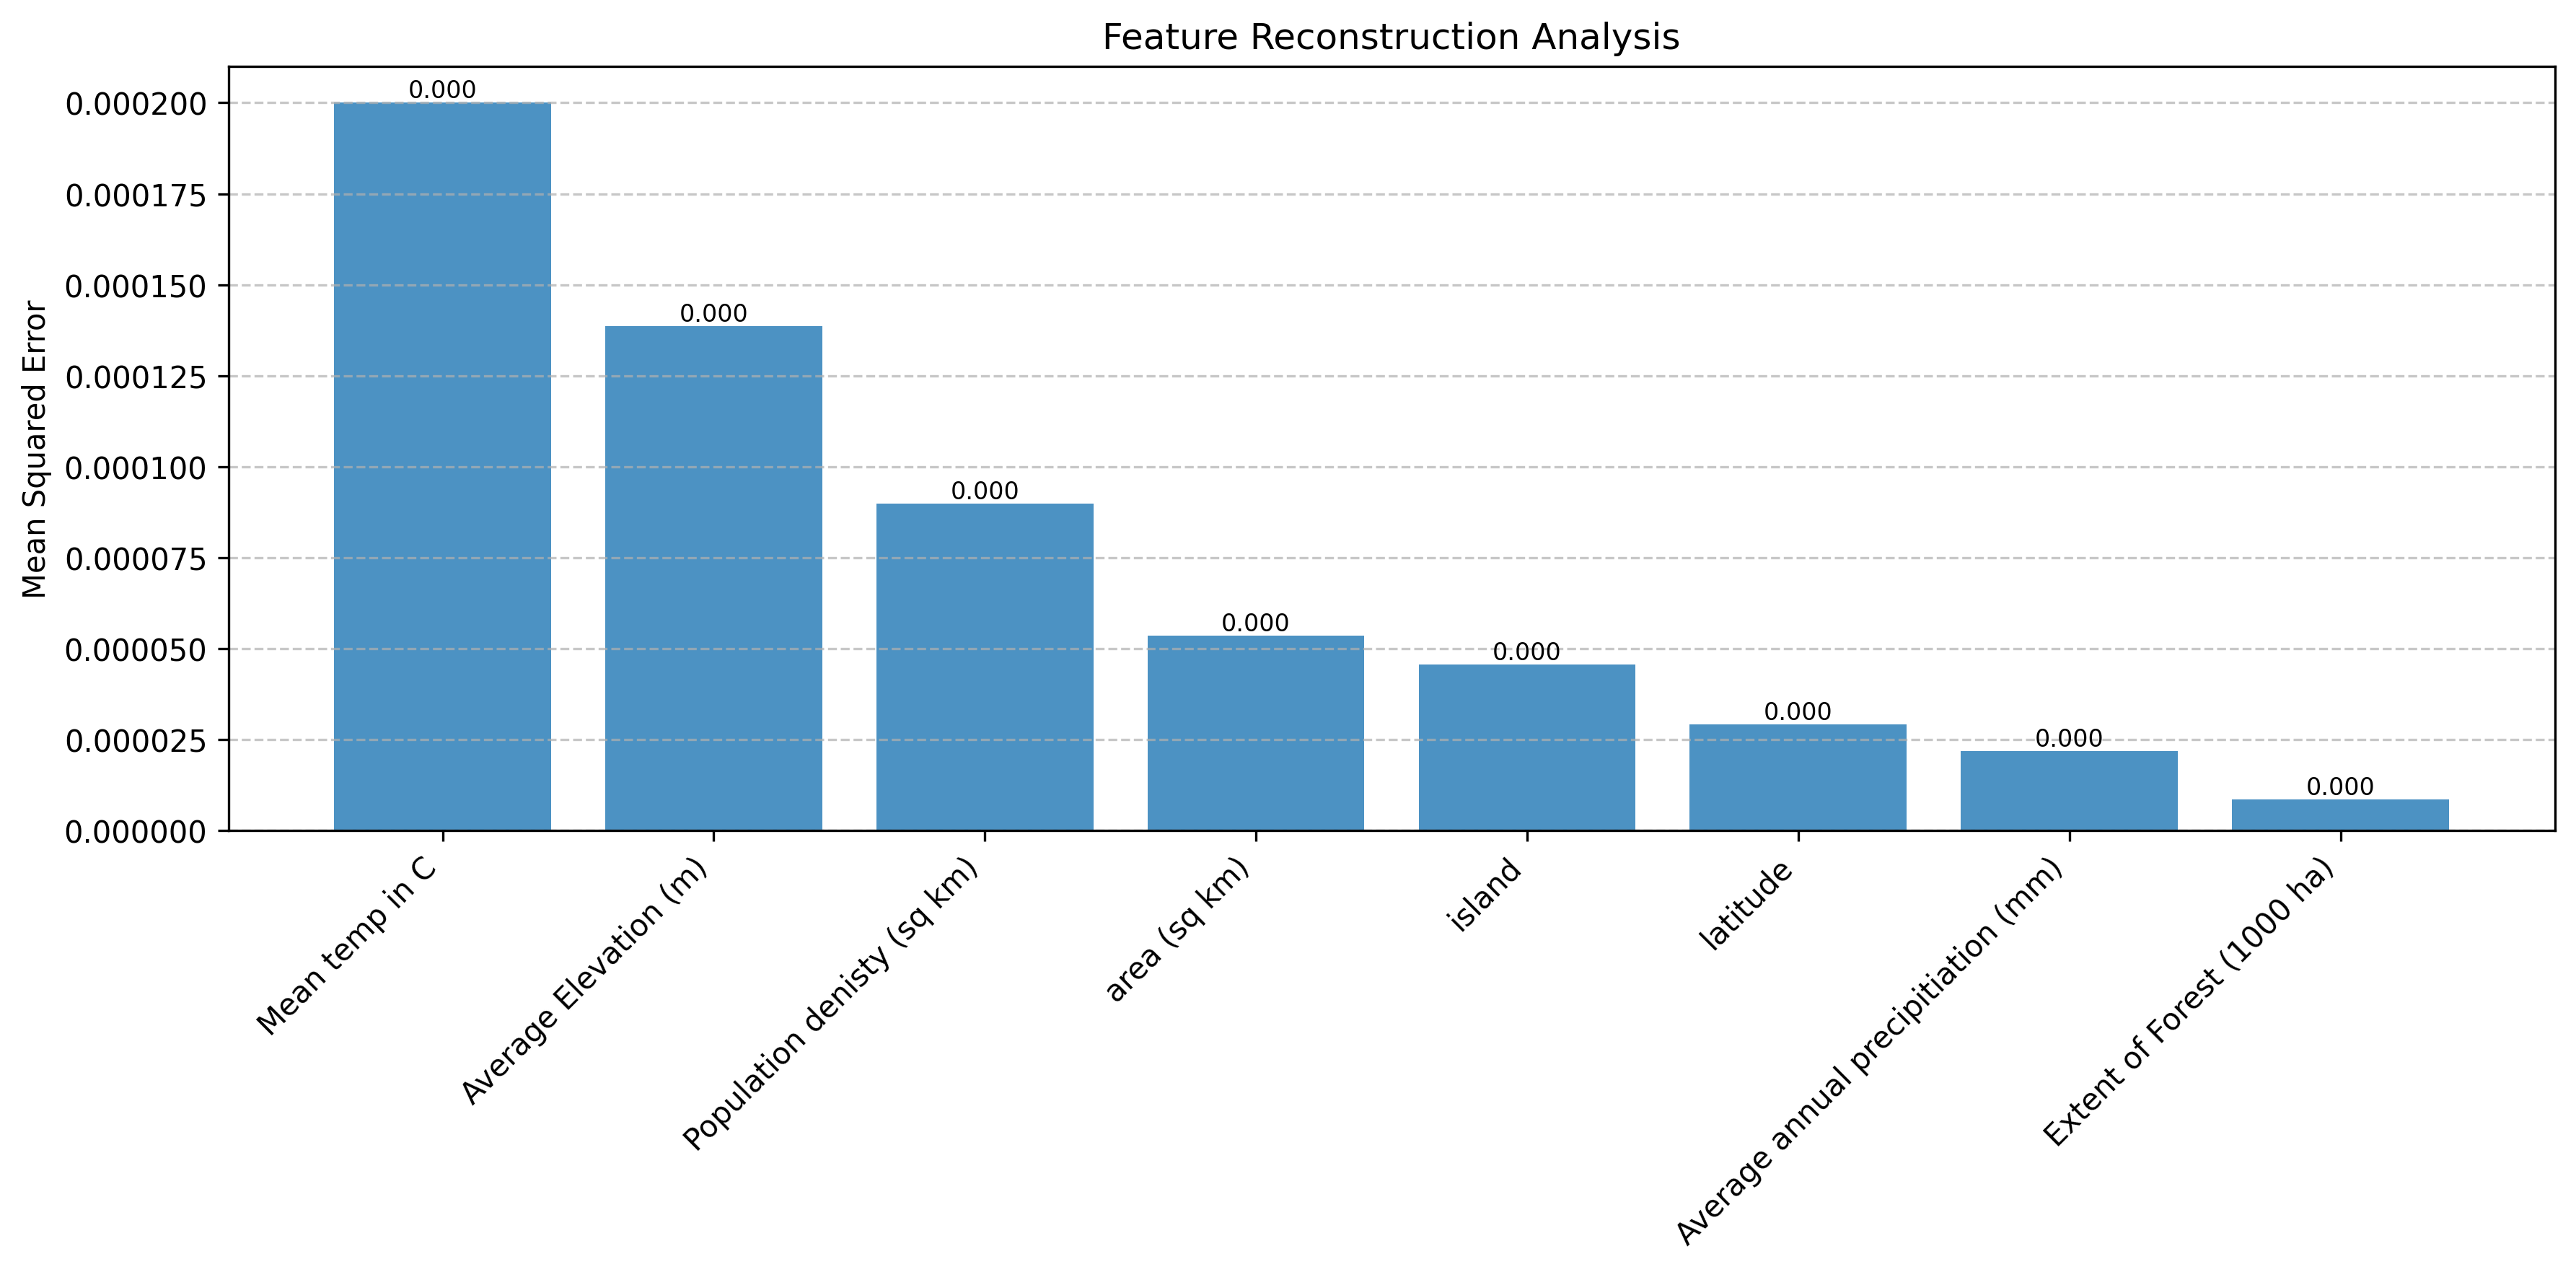 Feature Reconstruction Analysis
Mean Squared Error
0.000200
0.000175
0.000150
0.000125
0.000100
0.000075
0.000050
0.000025
0.000000
0.000
0.000
0.000
0.000
0.000
0.000
0.000
0.000
Mean temp in C
Average Elevation (m)
Population denisty (sq km)
area (sq km)
island
latitude
Average annual precipitiation (mm)
Extent of Forest (1000 ha)